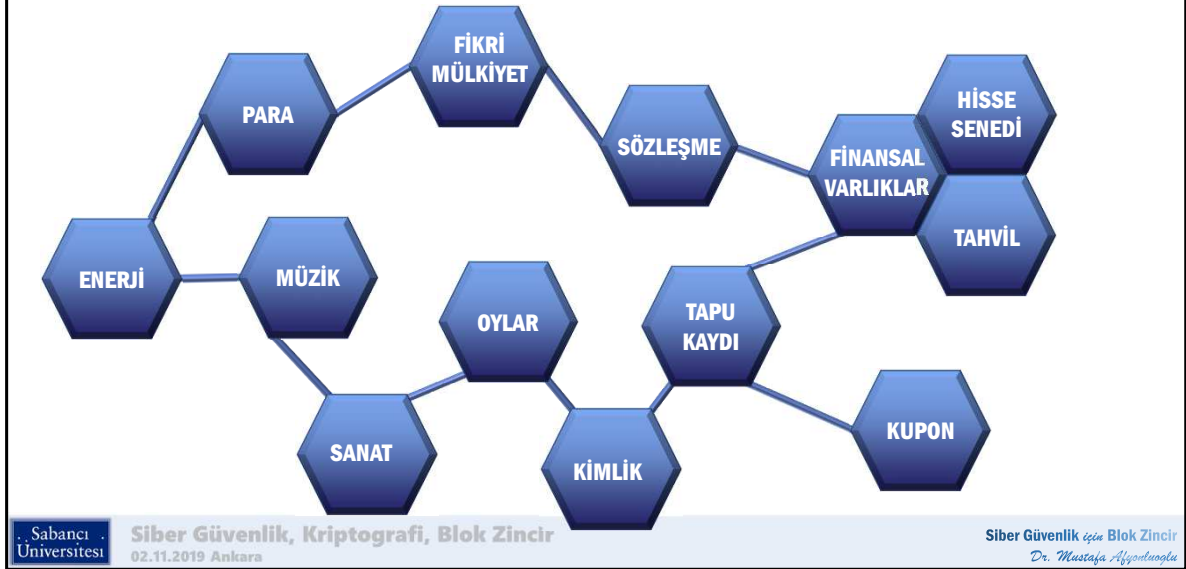 FİKRİ
MÜLKİYET
PARA
HİSSE
SENEDİ
SÖZLEŞME
FİNANSAL
VARLIKLAR
TAHVİL
ENERJİ
MÜZİK
OYLAR
TAPU
KAYDI
SANAT
KİMLİK
KUPON
Sabancı
Üniversitesi
Siber Güvenlik, Kriptografi, Blok Zincir
02.11.2019 Ankara
Siber Güvenlik için Blok Zincir
Dr. Mustafa Afyonluoglu